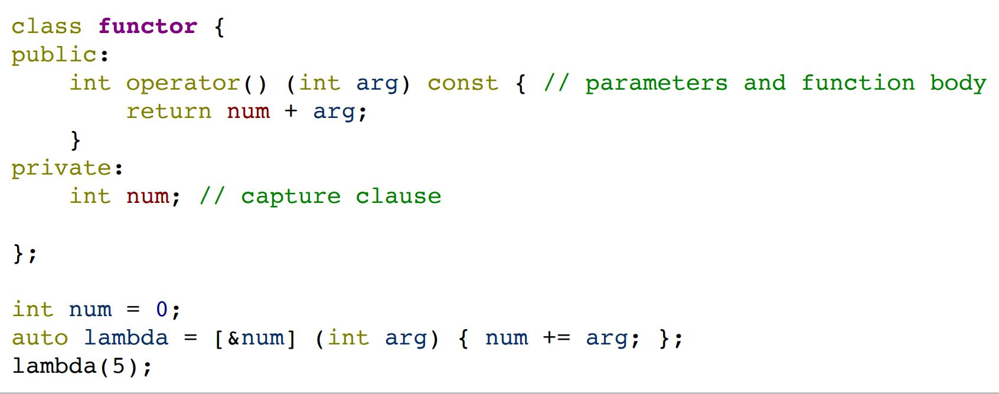 class functor {
public:
    int operator() (int arg) const { // parameters and function body
        return num + arg;
    }
private:
    int num; // capture clause

};

int num = 0;
auto lambda = [&num] (int arg) { num += arg; };
lambda(5);